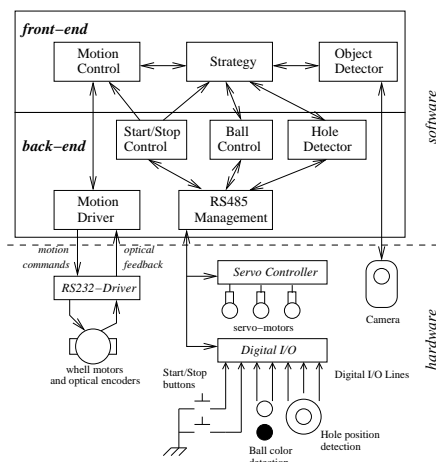 front-end
Motion
Control
Strategy
Object
Detector
software
back-end
Start/Stop
Control
Ball
Control
Hole
Detector
Motion
Driver
RS485
Management
motion
commands
optical
feedback
hardware
RS232-Driver
Servo Controller
servo-motors
Camera
whell motors
and optical encoders
Digital I/O
Start/Stop
buttons
Digital I/O Lines
Ball color
detection
Hole position
detection